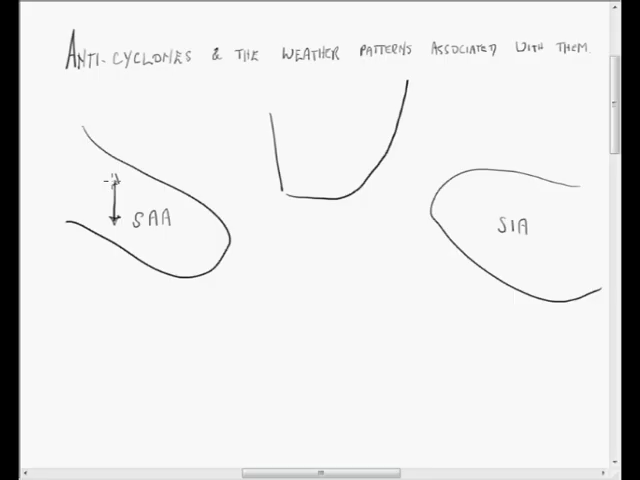 ANTI-CYCLONES & THE WEATHER PATTERNS ASSOCIATED WITH THEM.
SAA
SIA